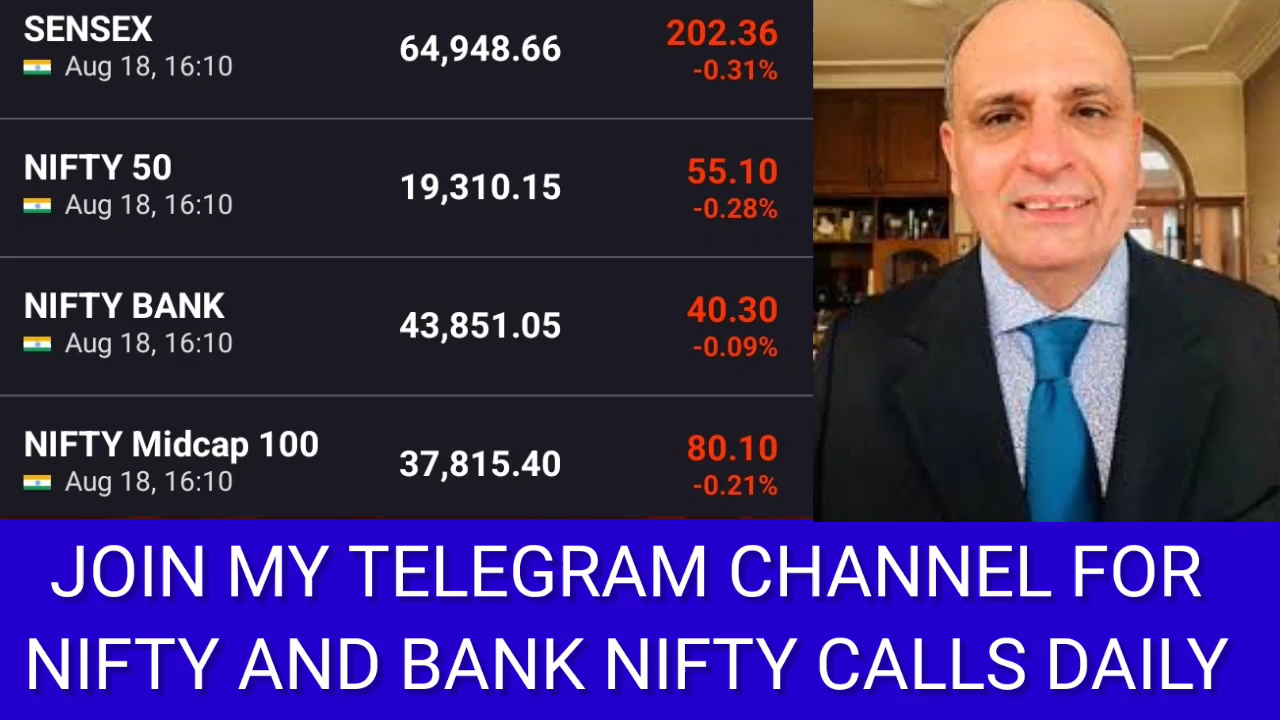 SENSEX
64,948.66
202.36
Aug 18, 16:10
-0.31%
NIFTY 50
19,310.15
55.10
Aug 18, 16:10
-0.28%
NIFTY BANK
43,851.05
40.30
Aug 18, 16:10
-0.09%
NIFTY Midcap 100
37,815.40
80.10
Aug 18, 16:10
-0.21%
JOIN MY TELEGRAM CHANNEL FOR
NIFTY AND BANK NIFTY CALLS DAILY